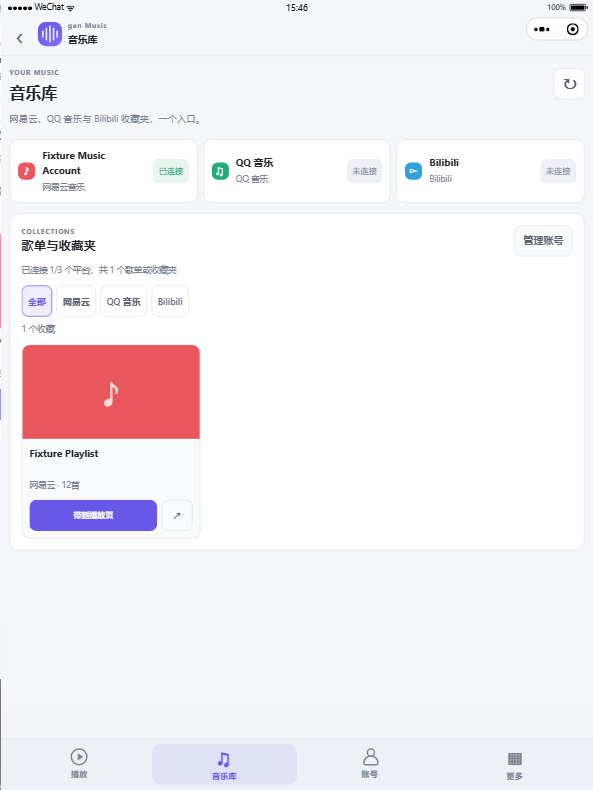 WeChat
15:46
100%
gen Music
音乐库
YOUR MUSIC
音乐库
网易云、QQ 音乐与 Bilibili 收藏夹，一个入口。
Fixture Music
Account
网易云音乐
已连接
QQ 音乐
QQ 音乐
未连接
Bilibili
Bilibili
未连接
COLLECTIONS
歌单与收藏夹
管理账号
已连接 1/3 个平台，共 1 个歌单或收藏夹
全部
网易云
QQ 音乐
Bilibili
1 个收藏
Fixture Playlist
网易云 · 12首
带到播放页
↗
播放
音乐库
账号
更多